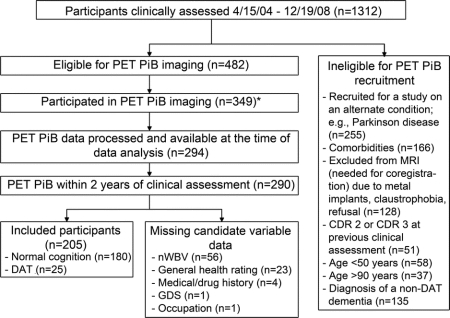 Participants clinically assessed 4/15/04 - 12/19/08 (n=1312)
Eligible for PET PiB imaging (n=482)
Participated in PET PiB imaging (n=349)*
PET PiB data processed and available at the time of
data analysis (n=294)
PET PiB within 2 years of clinical assessment (n=290)
Included participants
(n=205)
- Normal cognition (n=180)
- DAT (n=25)
Missing candidate variable
data
- nWBV (n=56)
- General health rating (n=23)
- Medical/drug history (n=4)
- GDS (n=1)
- Occupation (n=1)
Ineligible for PET PiB
recruitment
- Recruited for a study on
an alternate condition;
e.g., Parkinson disease
(n=255)
- Comorbidities (n=166)
- Excluded from MRI
(needed for coregistra-
tion) due to metal
implants, claustrophobia,
refusal (n=128)
- CDR 2 or CDR 3 at
previous clinical
assessment (n=51)
- Age <50 years (n=58)
- Age >90 years (n=37)
- Diagnosis of a non-DAT
dementia (n=135